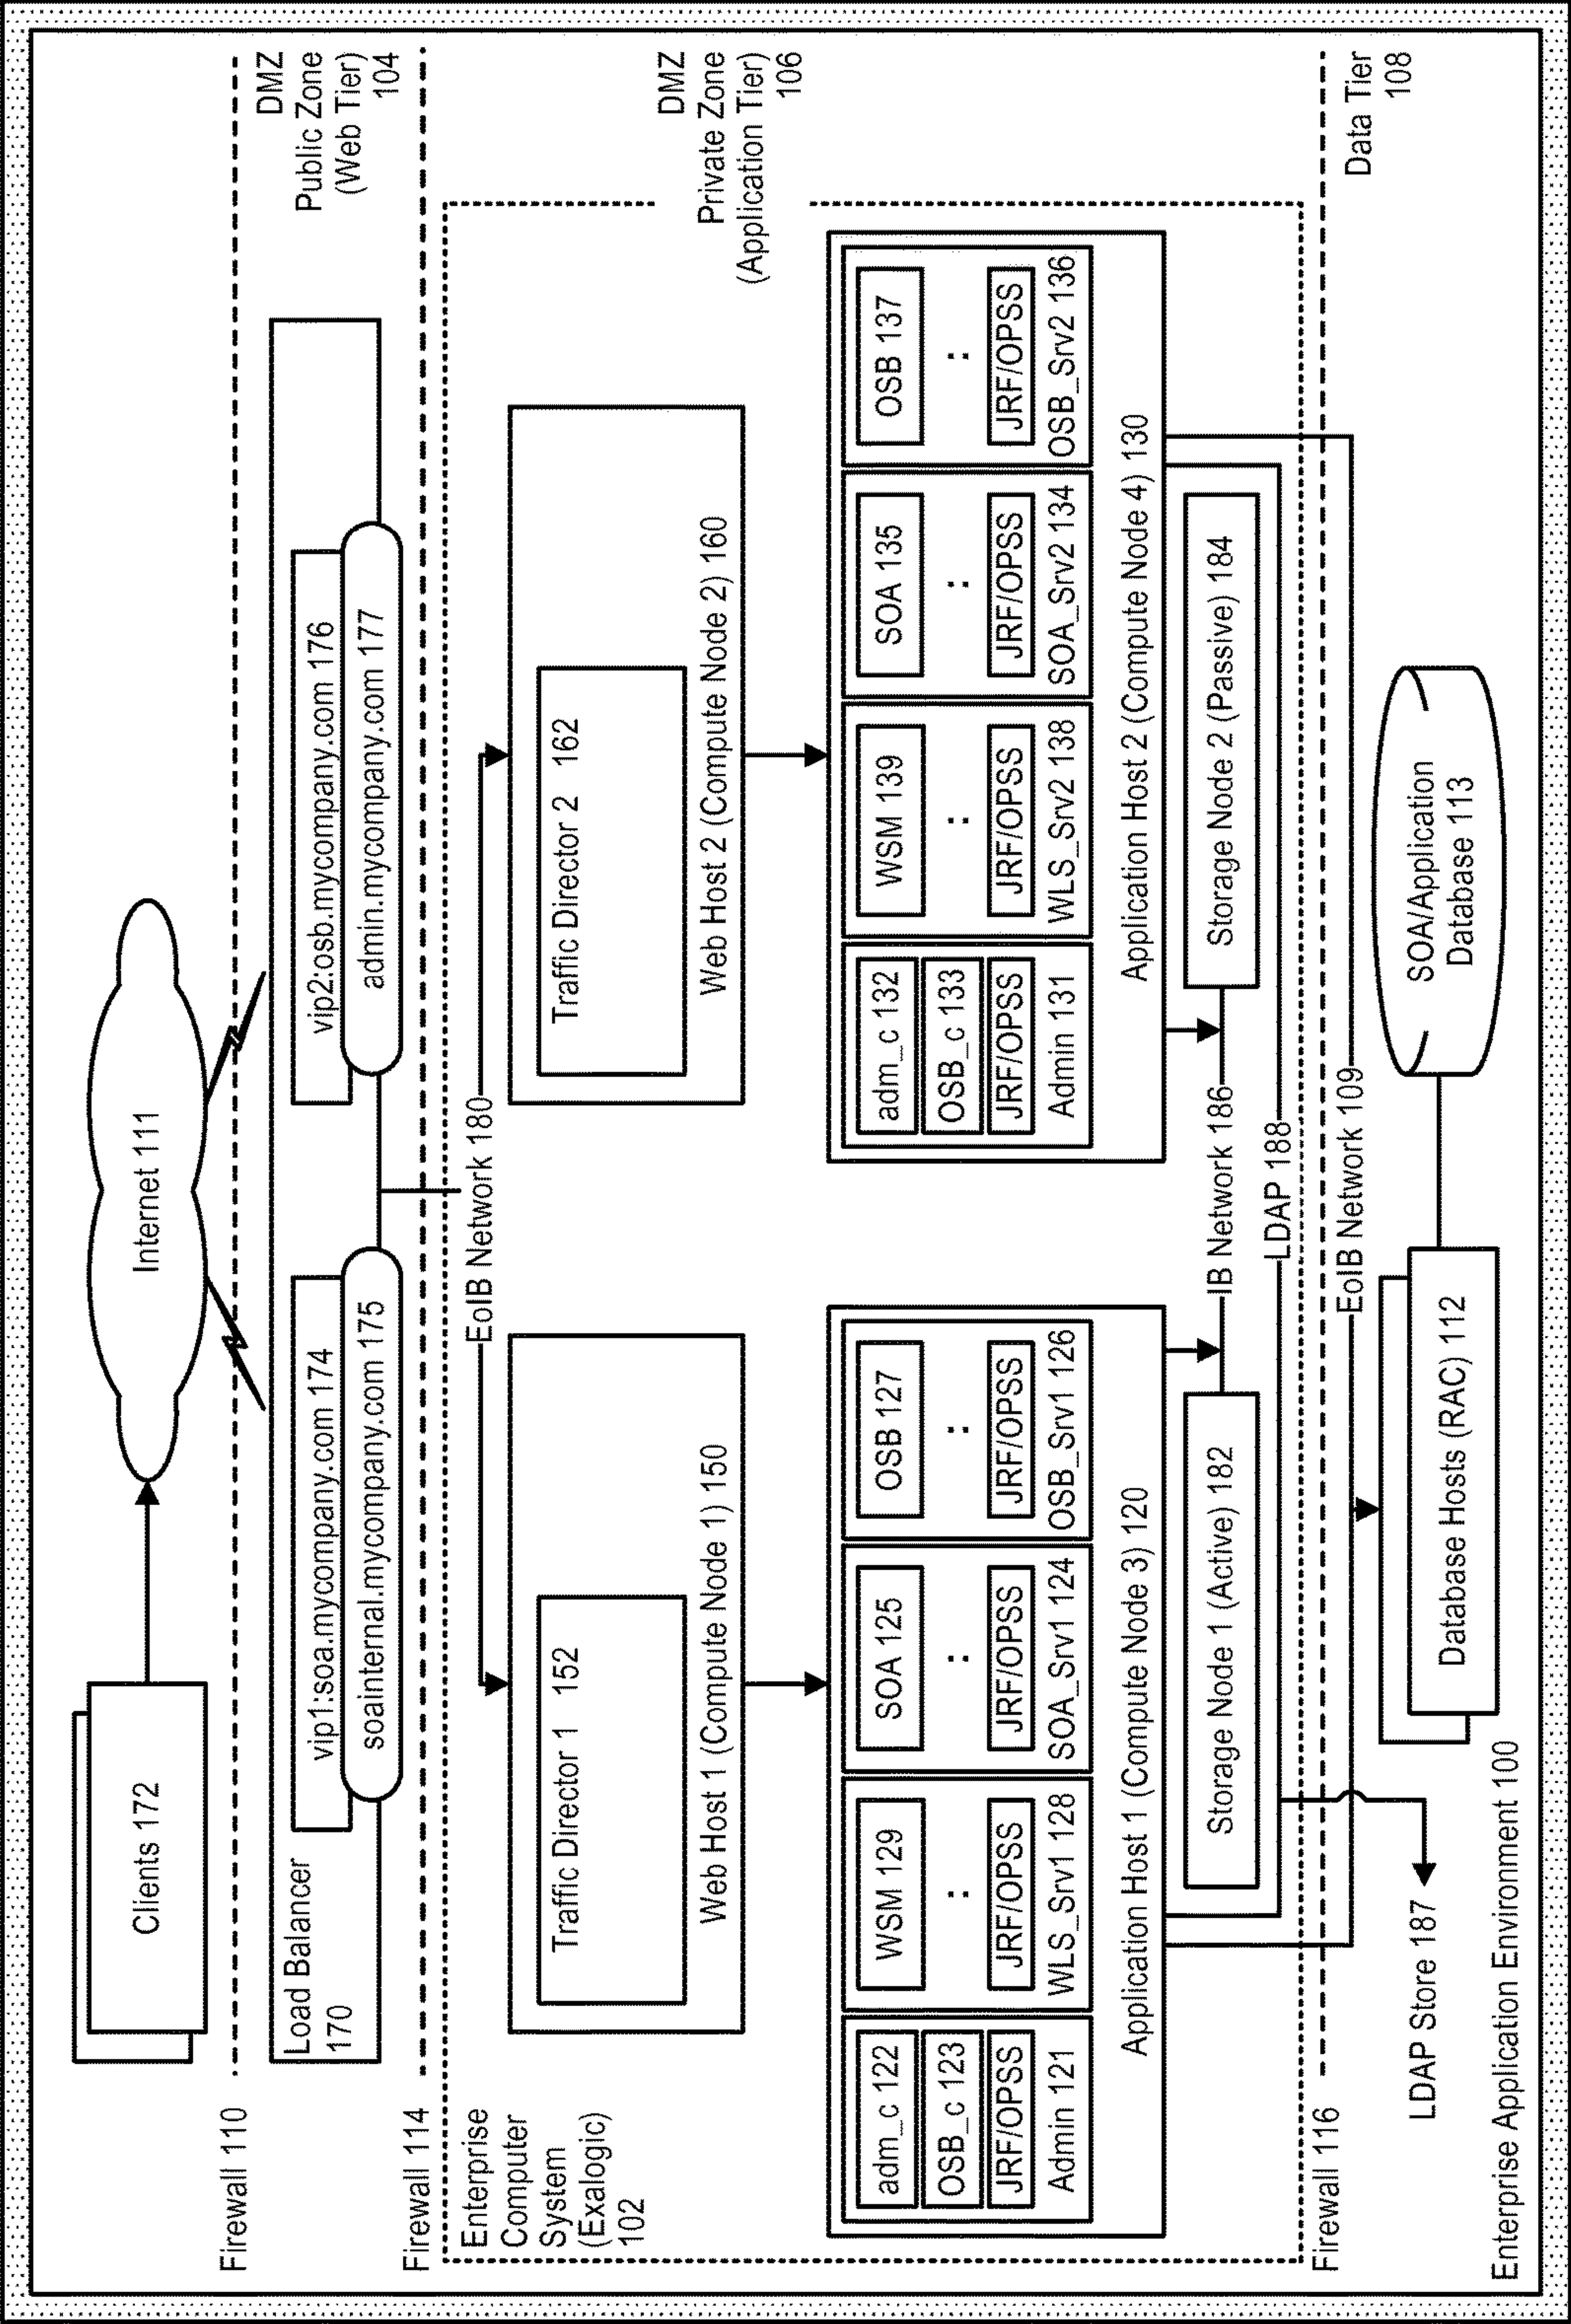 Clients 172
Internet 111
Firewall 110
DMZ
Public Zone
(Web Tier)
104
Load Balancer
170
vip1:soa.mycompany.com 174
soainternal.mycompany.com 175
vip2:osb.mycompany.com 176
admin.mycompany.com 177
Firewall 114
Enterprise
Computer
System
(Exalogic)
102
EoIB Network 180
DMZ
Private Zone
(Application Tier)
106
Traffic Director 1 152
Web Host 1 (Compute Node 1) 150
Traffic Director 2 162
Web Host 2 (Compute Node 2) 160
adm_c 122
OSB_c 123
JRF/OPSS
Admin 121
WSM 129
:
JRF/OPSS
WLS_Srv1 128
SOA 125
:
JRF/OPSS
SOA_Srv1 124
OSB 127
:
JRF/OPSS
OSB_Srv1 126
Application Host 1 (Compute Node 3) 120
adm_c 132
OSB_c 133
JRF/OPSS
Admin 131
WSM 139
:
JRF/OPSS
WLS_Srv2 138
SOA 135
:
JRF/OPSS
SOA_Srv2 134
OSB 137
:
JRF/OPSS
OSB_Srv2 136
Application Host 2 (Compute Node 4) 130
Storage Node 1 (Active) 182
IB Network 186
Storage Node 2 (Passive) 184
LDAP 188
Firewall 116
Data Tier
108
EoIB Network 109
LDAP Store 187
Database Hosts (RAC) 112
SOA/Application
Database 113
Enterprise Application Environment 100